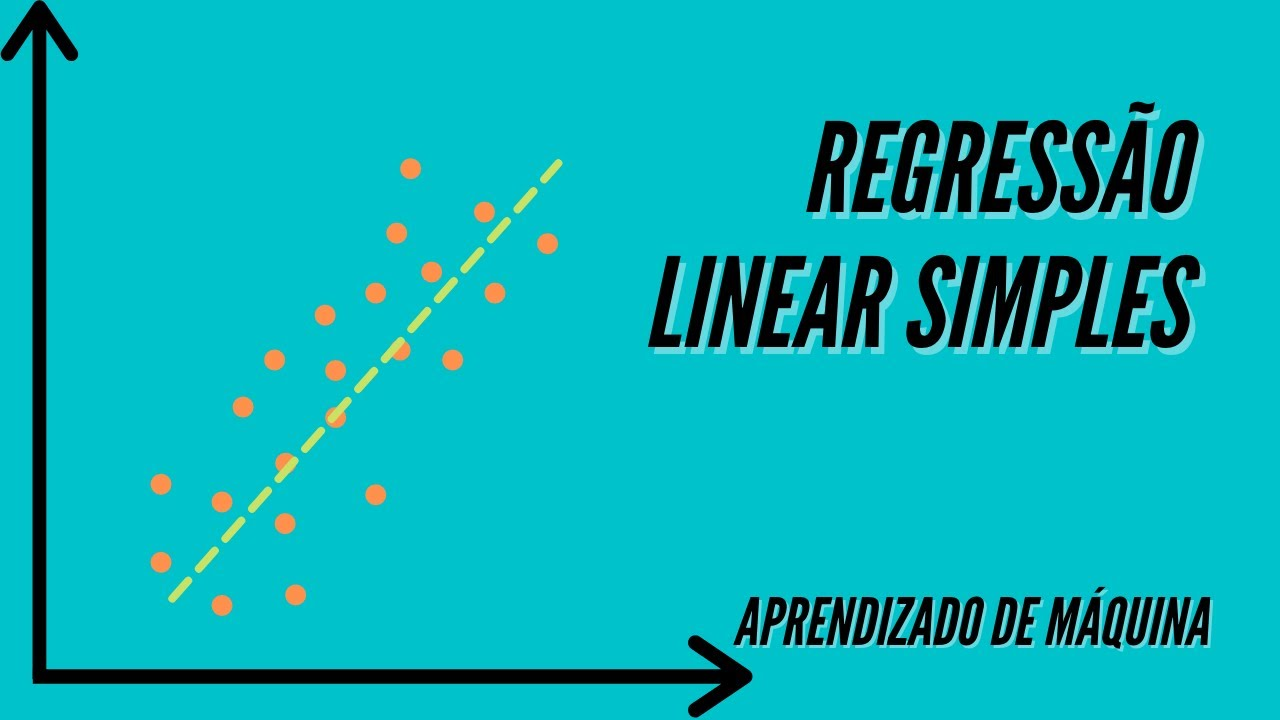 REGRESSÃO
LINEAR SIMPLES
APRENDIZADO DE MÁQUINA